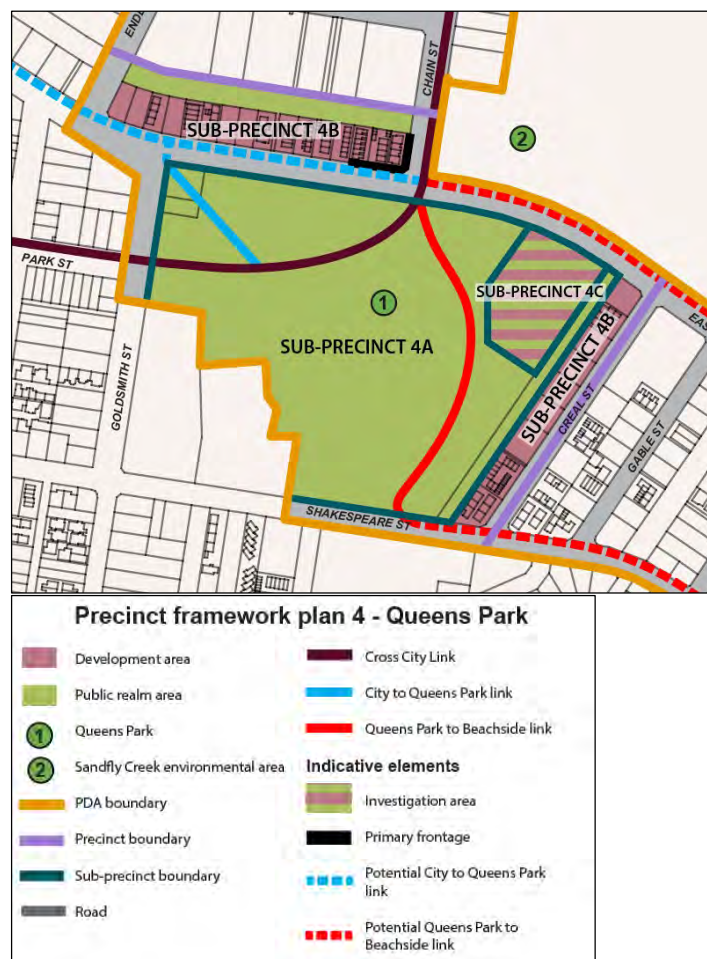 ENDE
CHAIN ST
SUB-PRECINCT 4B
2
PARK ST
1
SUB-PRECINCT 4C
SUB-PRECINCT 4A
SUB-PRECINCT 4B
EAS
GOLDSMITH ST
CREAL ST
GABLE ST
SHAKESPEARE ST
Precinct framework plan 4 - Queens Park
Development area
Public realm area
1 Queens Park
2 Sandfly Creek environmental area
PDA boundary
Precinct boundary
Sub-precinct boundary
Road
Cross City Link
City to Queens Park link
Queens Park to Beachside link
Indicative elements
Investigation area
Primary frontage
Potential City to Queens Park
link
Potential Queens Park to
Beachside link